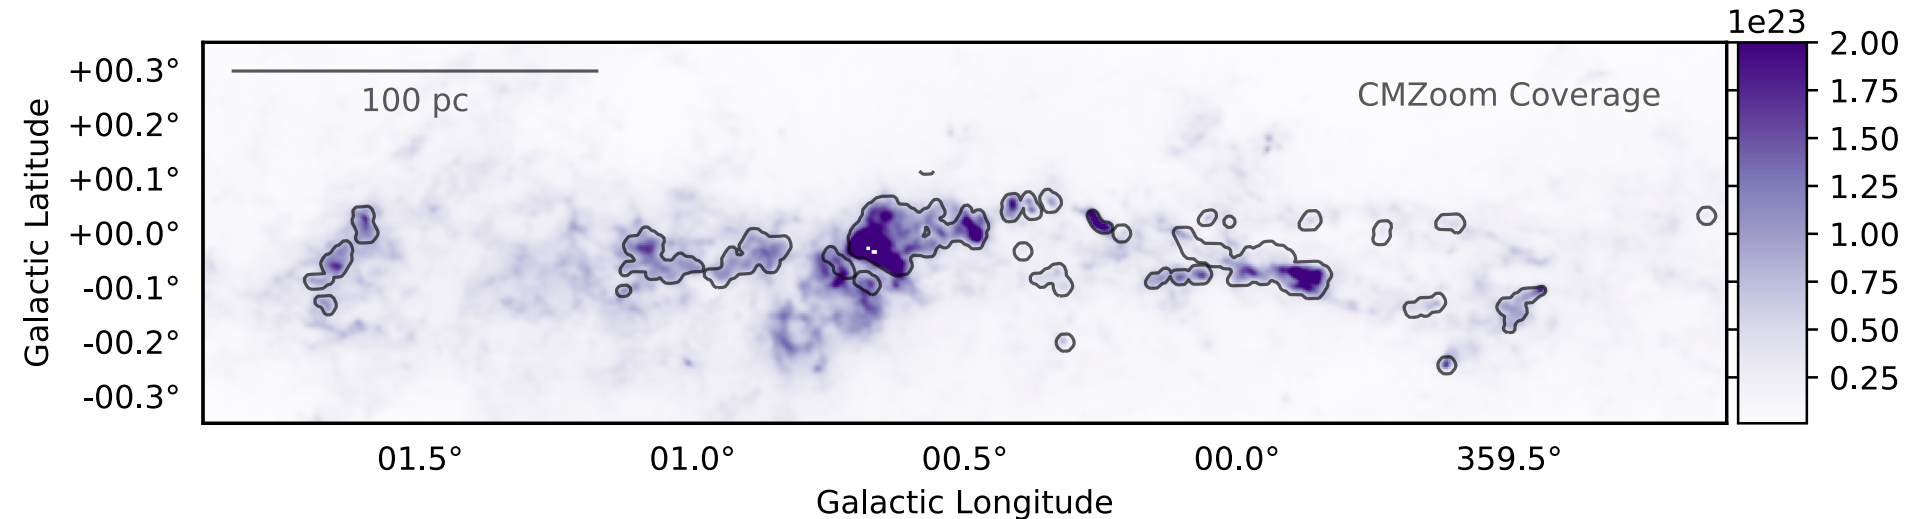 1e23
+00.3°
+00.2°
+00.1°
+00.0°
-00.1°
-00.2°
-00.3°
Galactic Latitude
100 pc
CMZoom Coverage
2.00
1.75
1.50
1.25
1.00
0.75
0.50
0.25
01.5° 01.0° 00.5° 00.0° 359.5°
Galactic Longitude